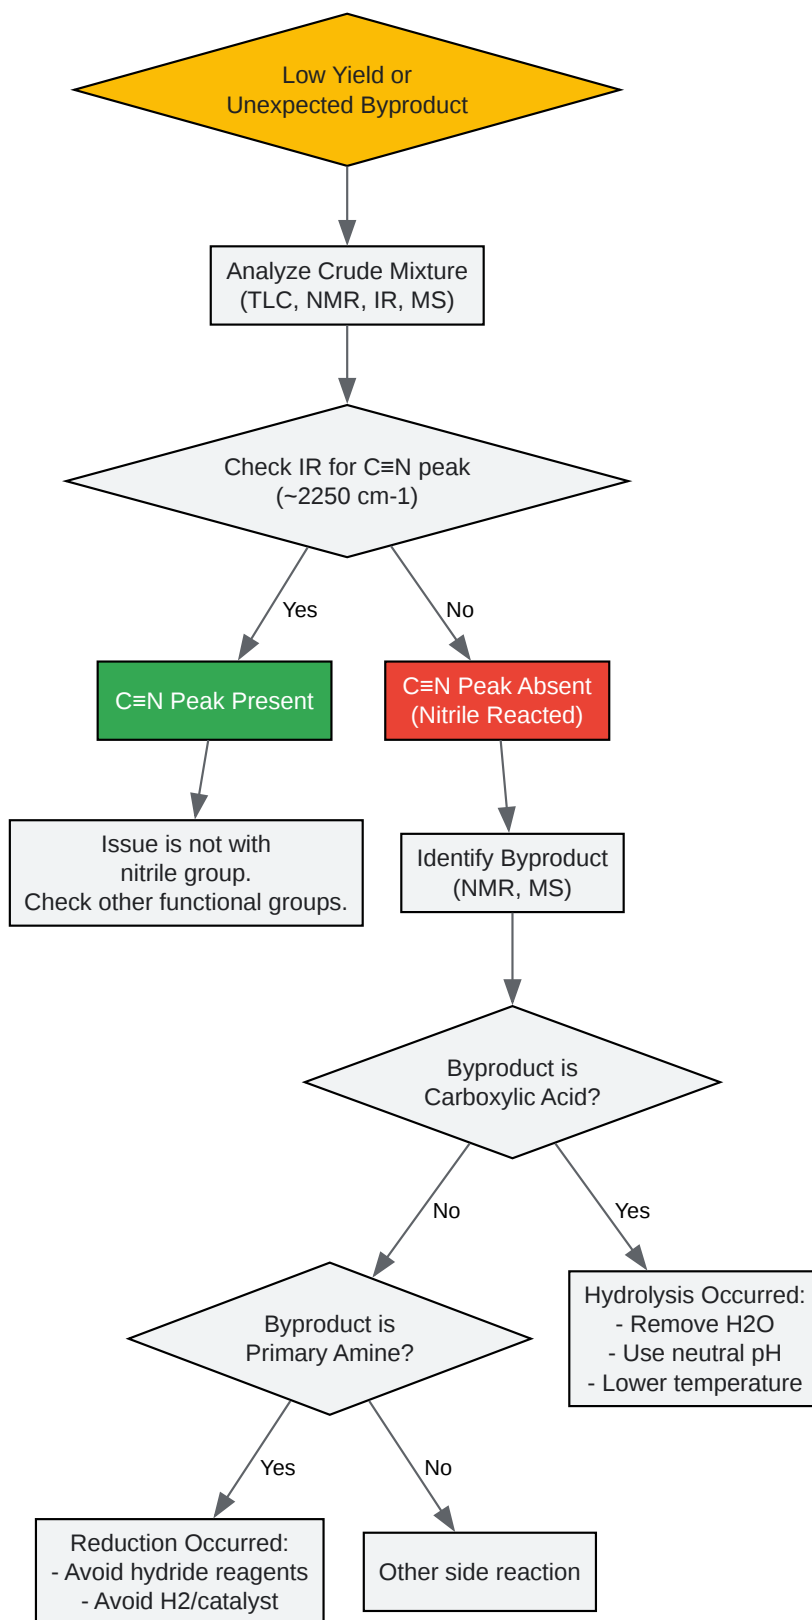 Low Yield or
Unexpected Byproduct
Analyze Crude Mixture
(TLC, NMR, IR, MS)
Check IR for C≡N peak
(~2250 cm-1)
Yes
No
C≡N Peak Present
C≡N Peak Absent
(Nitrile Reacted)
Issue is not with
nitrile group.
Check other functional groups.
Identify Byproduct
(NMR, MS)
Byproduct is
Carboxylic Acid?
No
Yes
Byproduct is
Primary Amine?
Hydrolysis Occurred:
- Remove H2O
- Use neutral pH
- Lower temperature
Yes
No
Reduction Occurred:
- Avoid hydride reagents
- Avoid H2/catalyst
Other side reaction